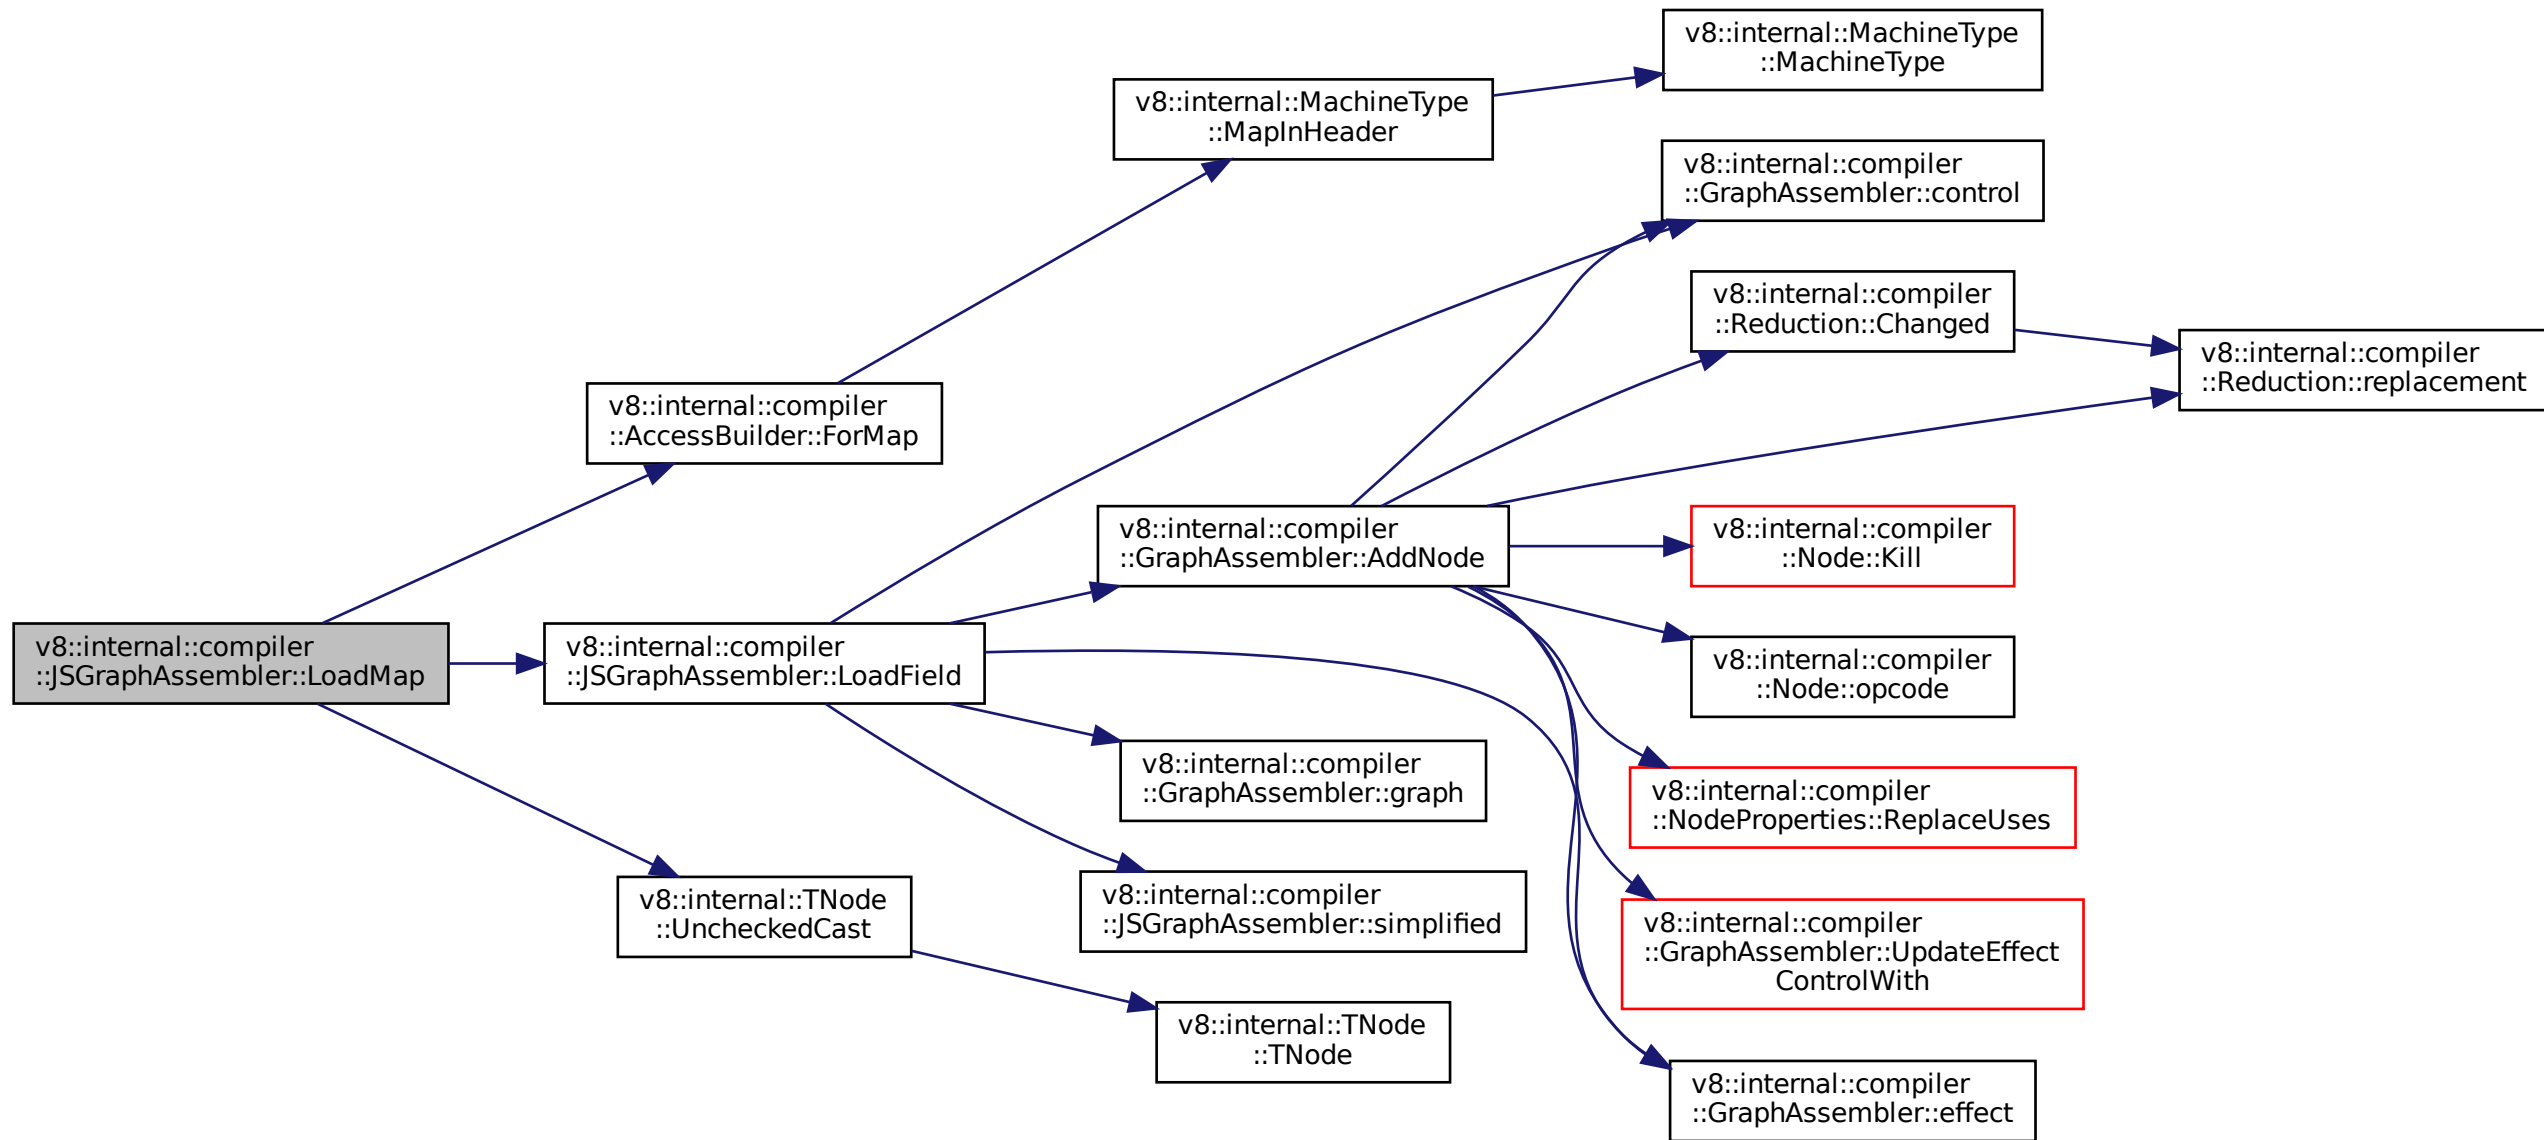 v8::internal::compiler
::JSGraphAssembler::LoadMap
v8::internal::compiler
::AccessBuilder::ForMap
v8::internal::compiler
::JSGraphAssembler::LoadField
v8::internal::TNode
::UncheckedCast
v8::internal::MachineType
::MapInHeader
v8::internal::compiler
::GraphAssembler::AddNode
v8::internal::compiler
::GraphAssembler::graph
v8::internal::compiler
::JSGraphAssembler::simplified
v8::internal::TNode
::TNode
v8::internal::MachineType
::MachineType
v8::internal::compiler
::GraphAssembler::control
v8::internal::compiler
::Reduction::Changed
v8::internal::compiler
::Node::Kill
v8::internal::compiler
::Node::opcode
v8::internal::compiler
::NodeProperties::ReplaceUses
v8::internal::compiler
::GraphAssembler::UpdateEffect
ControlWith
v8::internal::compiler
::GraphAssembler::effect
v8::internal::compiler
::Reduction::replacement